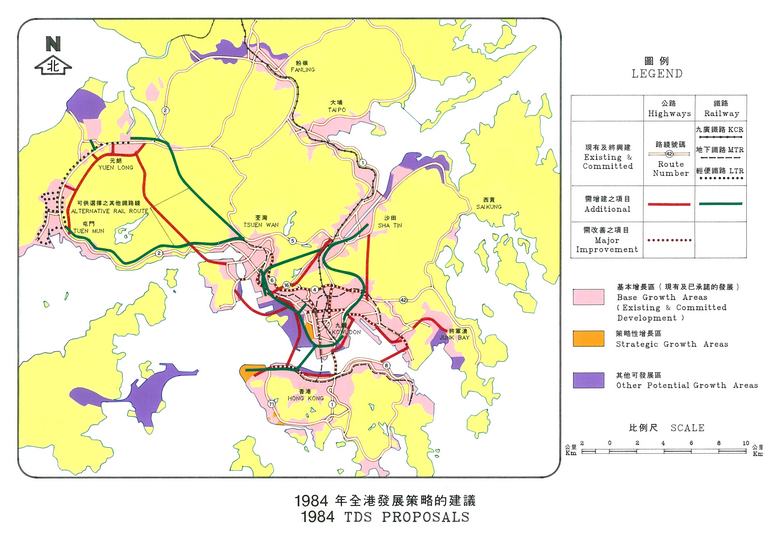 N
北
粉嶺
FANLING
大埔
TAIPO
元朗
YUEN LONG
可供選擇之其他鐵路綫
ALTERNATIVE RAIL ROUTE
屯門
TUEN MUN
荃灣
TSUEN WAN
沙田
SHA TIN
西貢
SAIKUNG
九龍
KOWLOON
將軍澳
JUNK BAY
香港
HONG KONG
2
2
5
42
8
1
圖例
LEGEND
公路
Highways
鐵路
Railway
現有及將興建
Existing &
Committed
路綫號碼
42
Route
Number
九廣鐵路 KCR
地下鐵路 MTR
輕便鐵路 LTR
需增建之項目
Additional
需改善之項目
Major
Improvement
基本增長區 ( 現有及已承諾的發展 )
Base Growth Areas
( Existing & Committed
Development )
策略性增長區
Strategic Growth Areas
其他可發展區
Other Potential Growth Areas
比例尺 SCALE
公里
Km
2 0 2 4 6 8 10
公里
Km
1984 年全港發展策略的建議
1984 TDS PROPOSALS